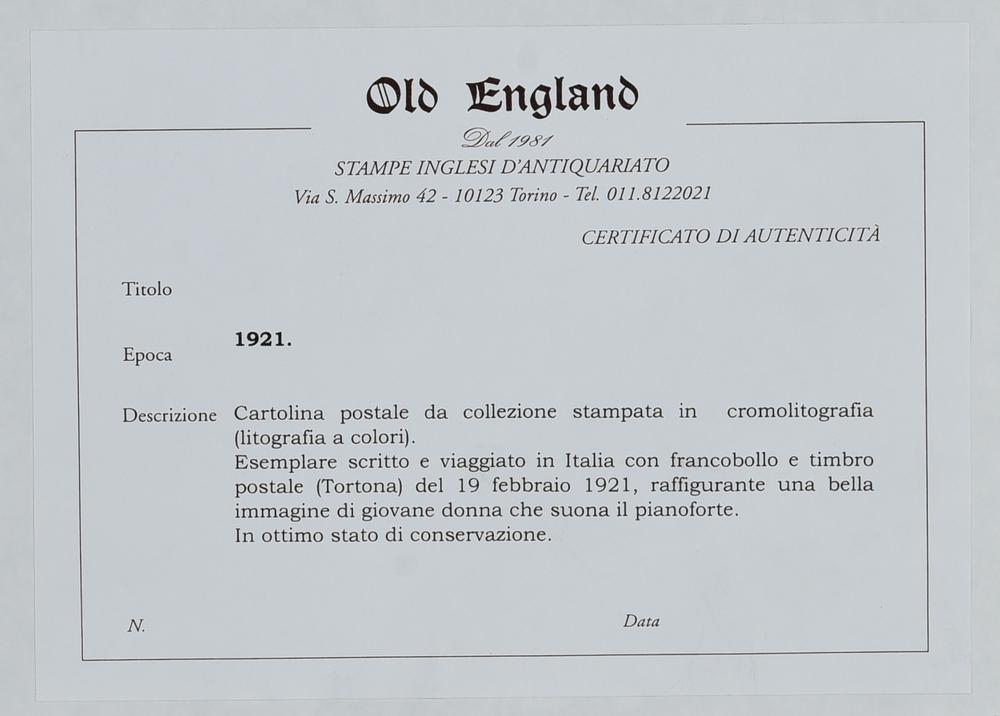 Old England
Dal 1981
STAMPE INGLESI D'ANTIQUARIATO
Via S. Massimo 42 - 10123 Torino - Tel. 011.8122021
CERTIFICATO DI AUTENTICITÀ
Titolo
1921.
Epoca
Descrizione Cartolina postale da collezione stampata in cromolitografia
(litografia a colori).
Esemplare scritto e viaggiato in Italia con francobollo e timbro
postale (Tortona) del 19 febbraio 1921, raffigurante una bella
immagine di giovane donna che suona il pianoforte.
In ottimo stato di conservazione.
N. Data